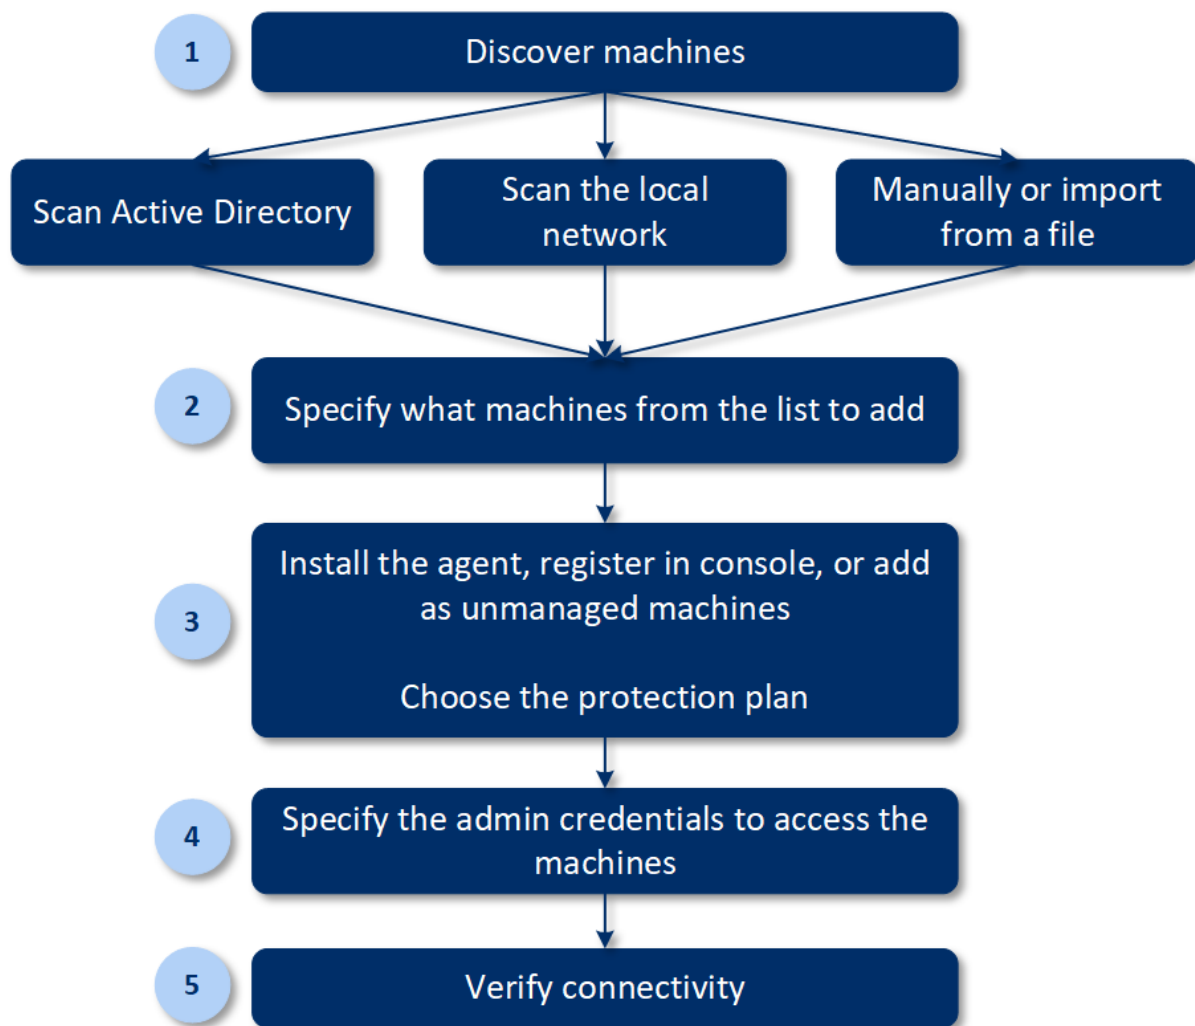 1
Discover machines
Scan Active Directory
Scan the local
network
Manually or import
from a file
2
Specify what machines from the list to add
3
Install the agent, register in console, or add
as unmanaged machines
Choose the protection plan
4
Specify the admin credentials to access the
machines
5
Verify connectivity